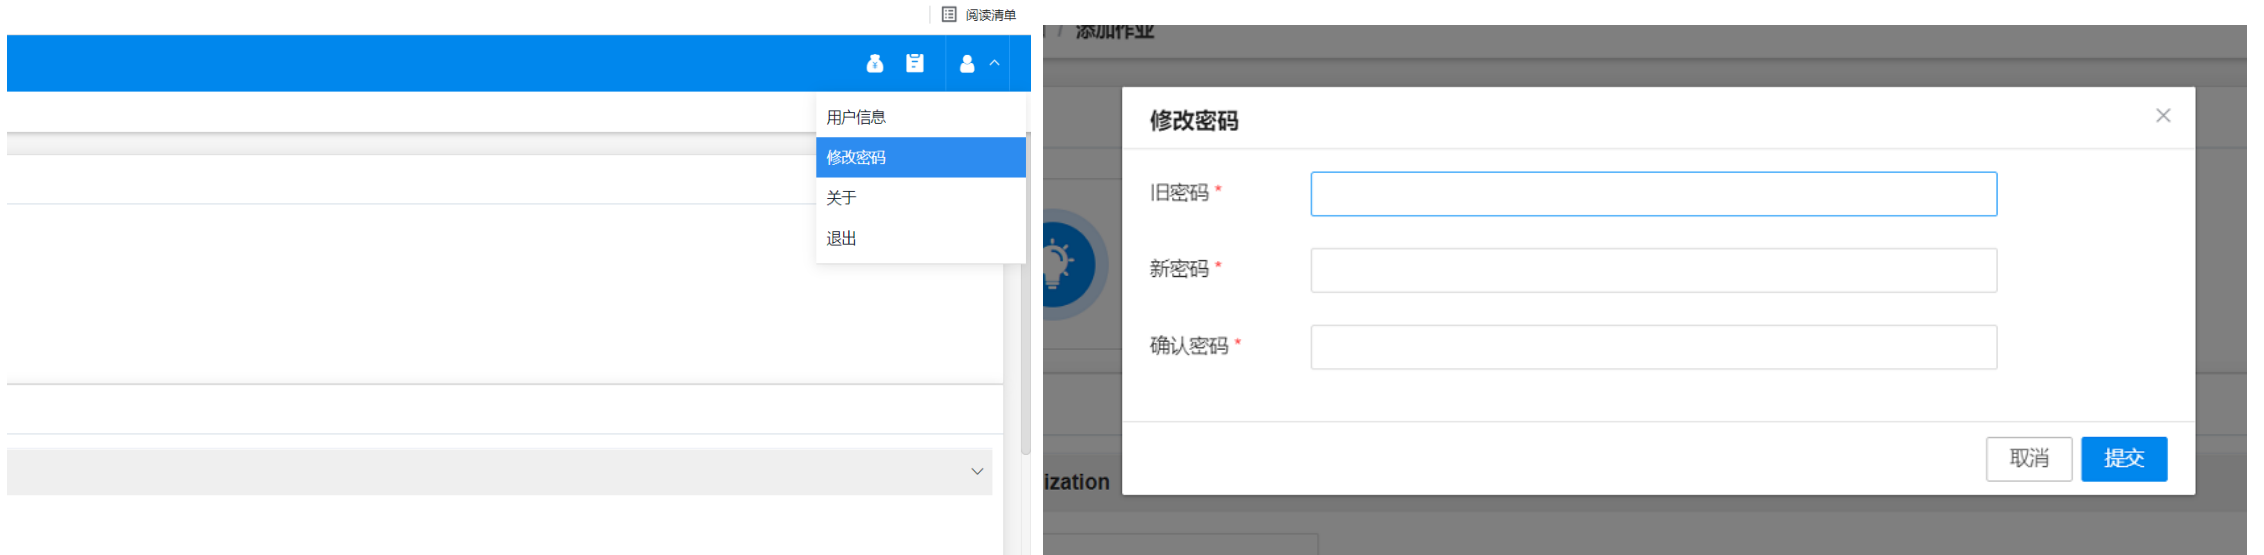 阅读清单
用户信息
修改密码
关于
退出
/ 添加作业
修改密码
旧密码 *
新密码 *
确认密码 *
取消 提交
ization